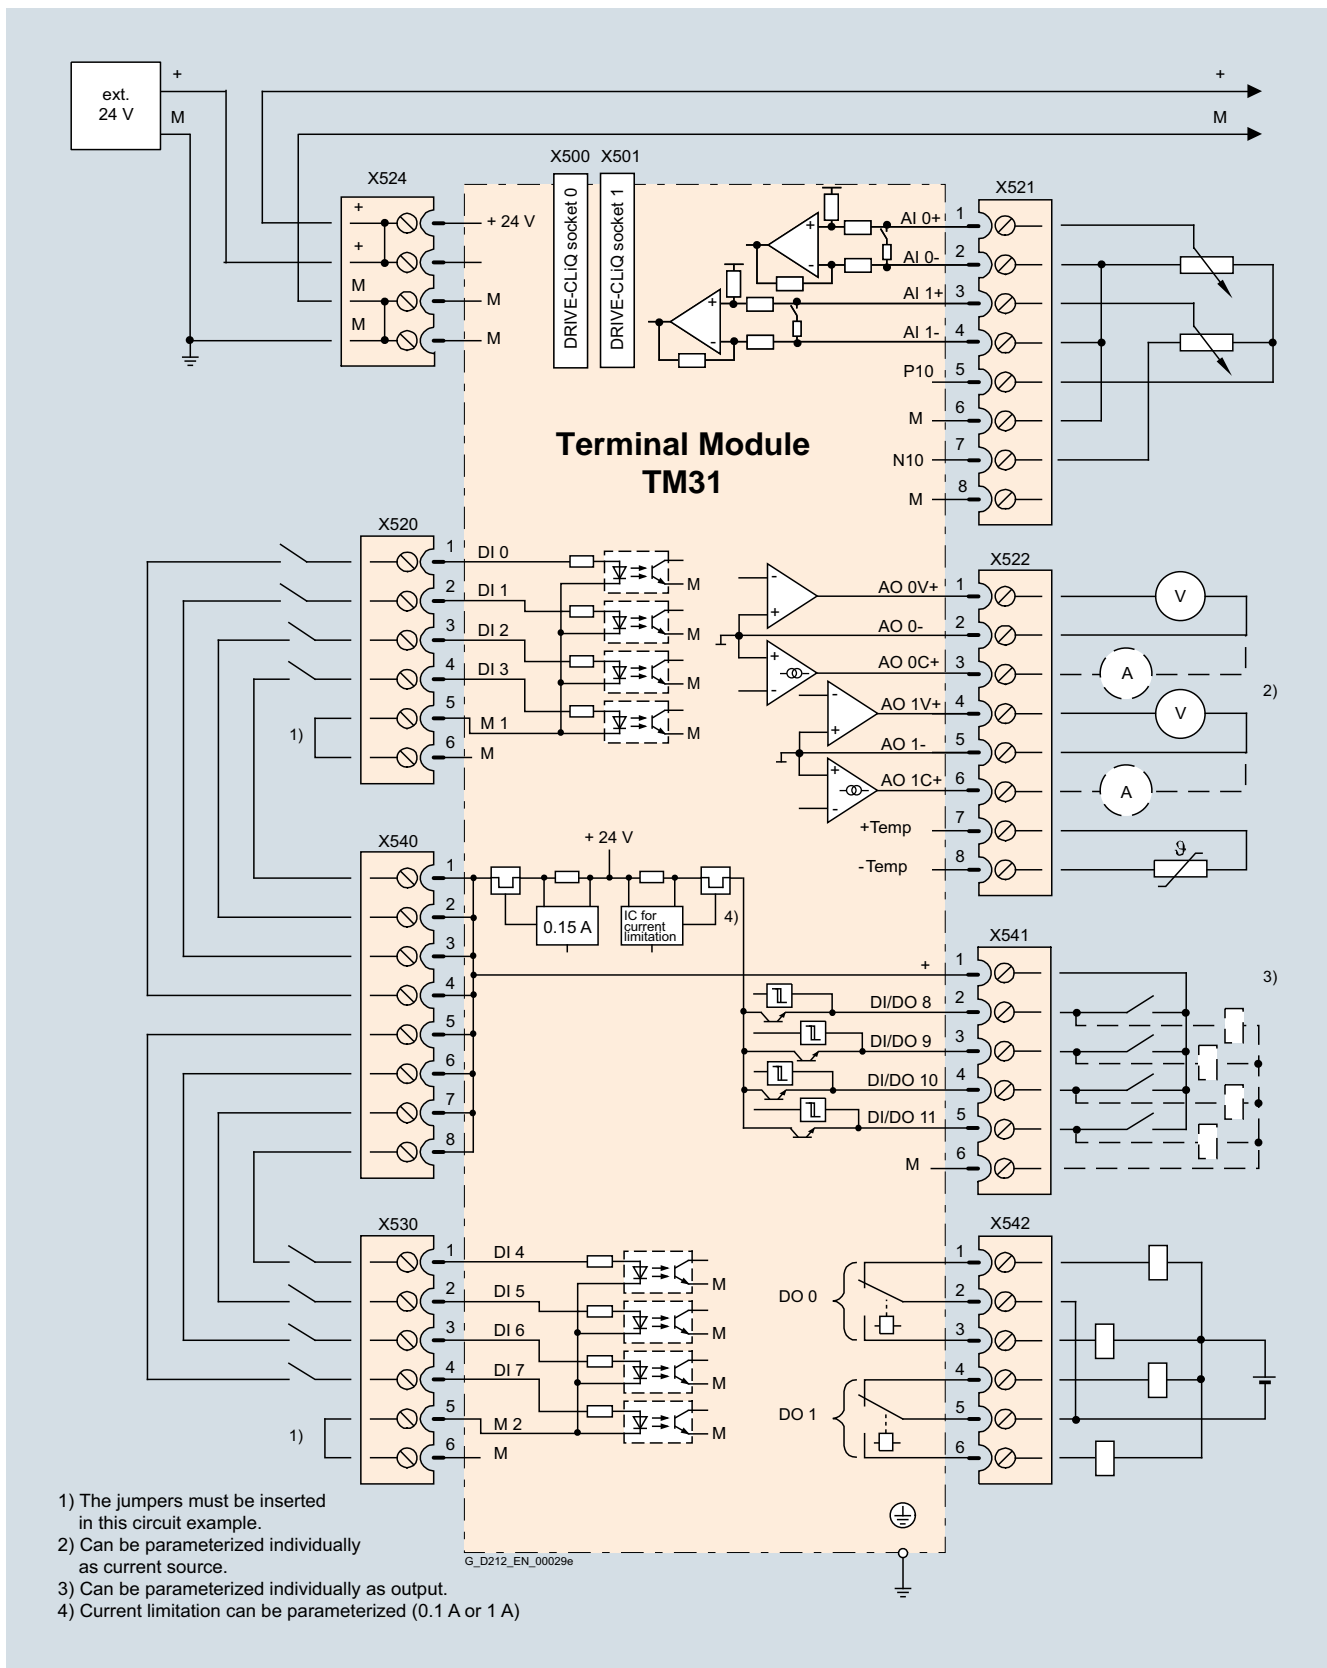 ext.
24 V
+
M
+
M
X524
+
+
M
M
+ 24 V
M
M
X500 X501
DRIVE-CLiQ socket 0
DRIVE-CLiQ socket 1
X521
+
-
+
-
AI 0+ 1
AI 0- 2
AI 1+ 3
AI 1- 4
P10 5
M 6
N10 7
M 8
Terminal Module
TM31
X520
1 DI 0
2 DI 1
3 DI 2
4 DI 3
5 M 1
6 M
1)
M
M
M
M
X522
-
+
+
-
-
+
+
-
AO 0V+ 1
AO 0- 2
AO 0C+ 3
AO 1V+ 4
AO 1- 5
AO 1C+ 6
+Temp 7
-Temp 8
V
A
V
A
2)
ϑ
X540
1
2
3
4
5
6
7
8
+ 24 V
0.15 A
IC for
current
limitation
4)
X541
+ 1
DI/DO 8 2
DI/DO 9 3
DI/DO 10 4
DI/DO 11 5
M 6
3)
X530
1 DI 4
2 DI 5
3 DI 6
4 DI 7
5 M 2
6 M
1)
M
M
M
M
X542
DO 0
1
2
3
DO 1
4
5
6
1) The jumpers must be inserted
in this circuit example.
2) Can be parameterized individually
as current source.
3) Can be parameterized individually as output.
4) Current limitation can be parameterized (0.1 A or 1 A)
G_D212_EN_00029e